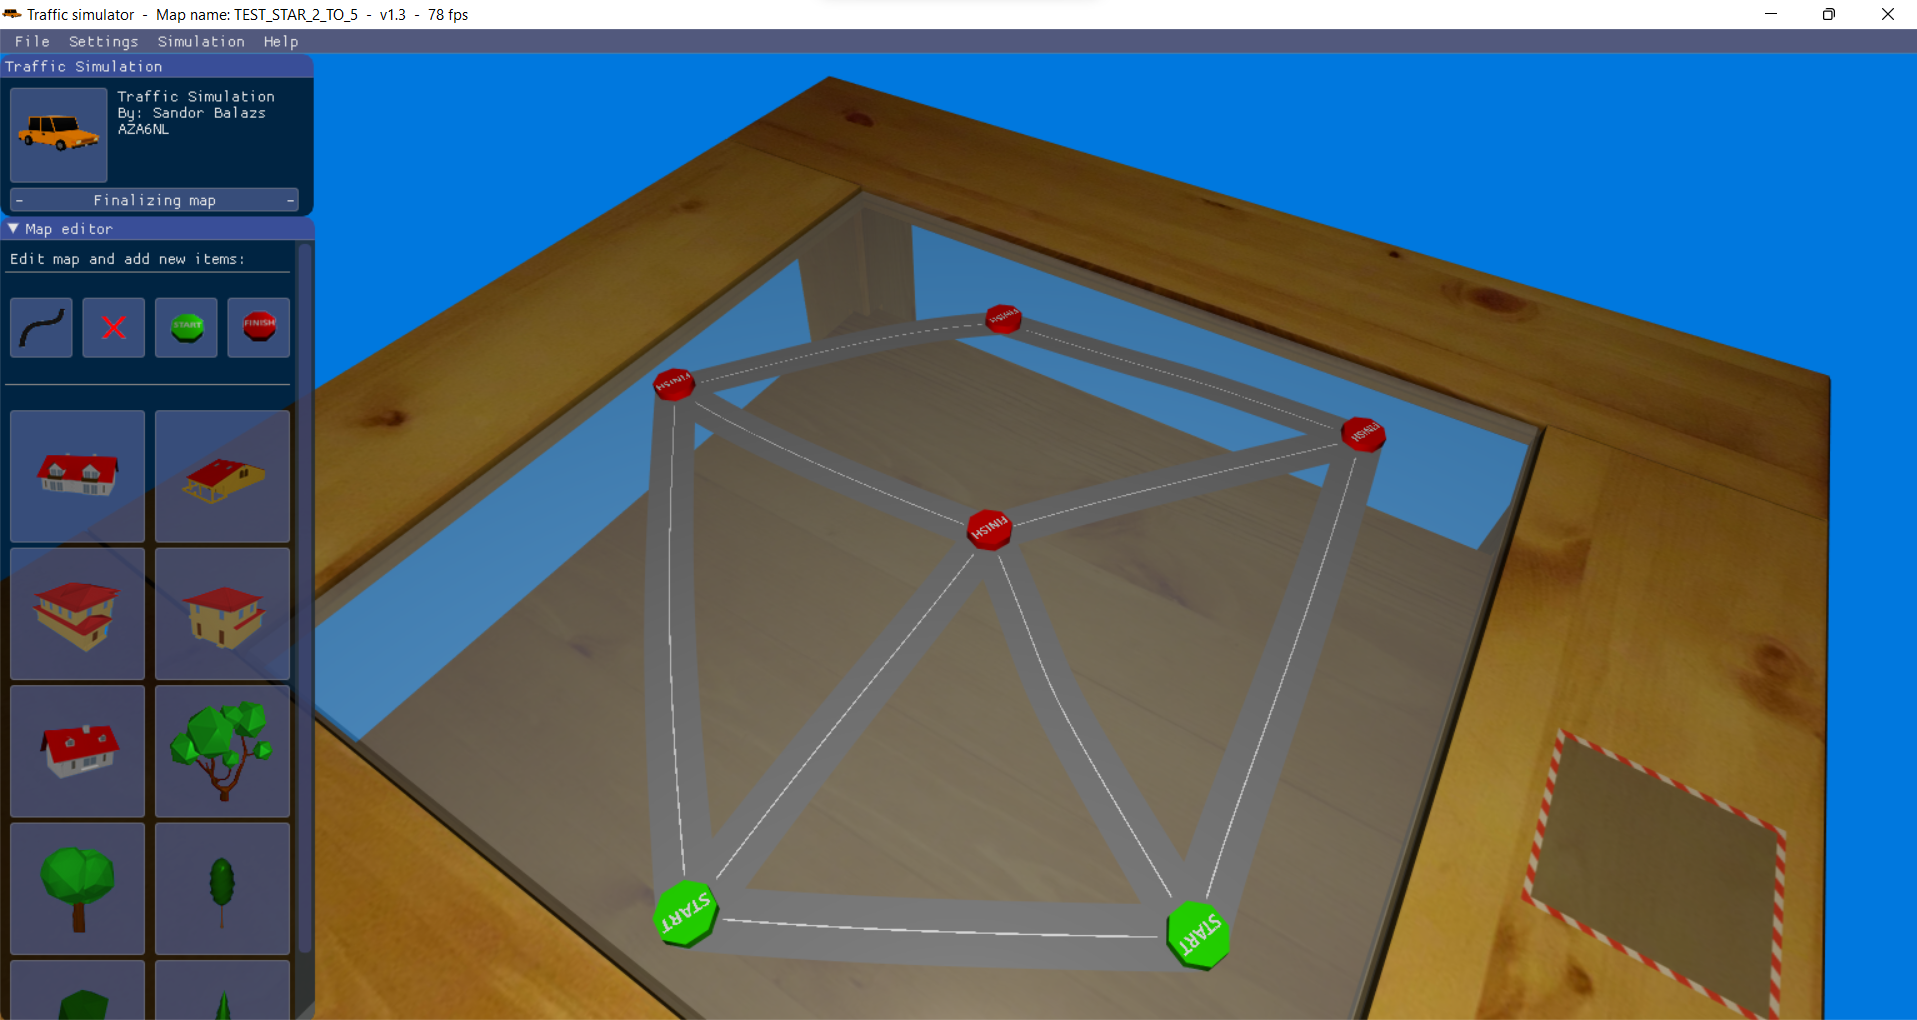 Traffic simulator - Map name: TEST_STAR_2_TO_5 - v1.3 - 78 fps
File Settings Simulation Help
Traffic Simulation
Traffic Simulation
By: Sandor Balazs
AZA6NL
- Finalizing map -
Map editor
Edit map and add new items:
START FINISH
FINISH
FINISH
FINISH
FINISH
START
START